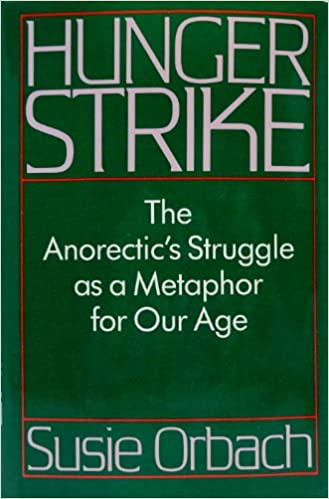 HUNGER
STRIKE
The
Anorectic's Struggle
as a Metaphor
for Our Age
Susie Orbach